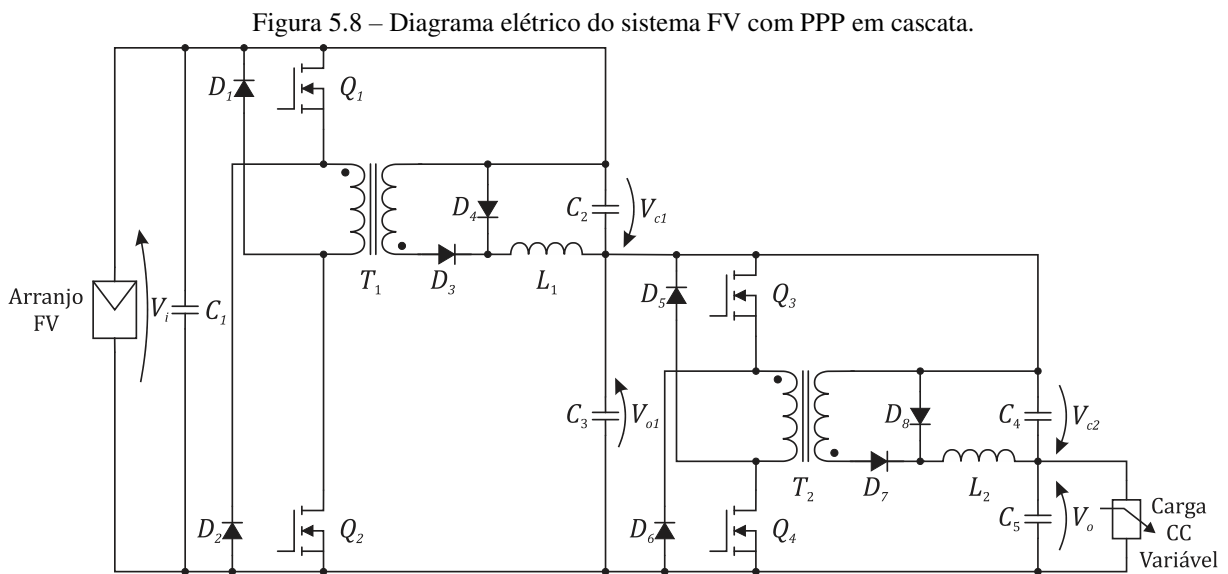 Figura 5.8 – Diagrama elétrico do sistema FV com PPP em cascata.
D1
Q1
D4
C2
Vc1
T1
D3
L1
Arranjo
FV
Vi
C1
D5
Q3
C3
Vo1
D8
C4
Vc2
T2
D7
L2
D2
Q2
D6
Q4
C5
Vo
Carga
CC
Variável